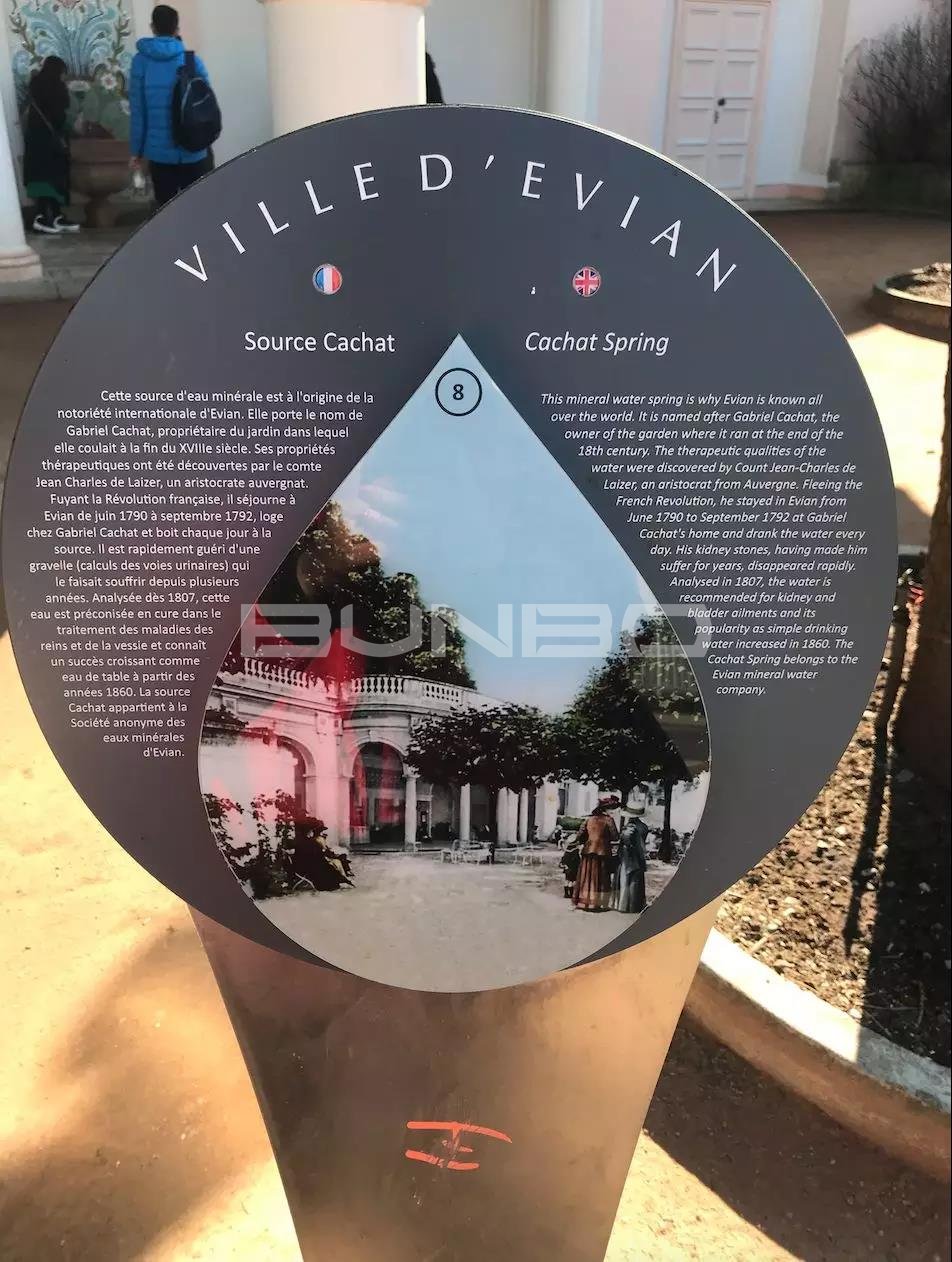 VILLE D'EVIAN
Source Cachat
Cette source d'eau minérale est à l'origine de la
notoriété internationale d'Evian. Elle porte le nom de
Gabriel Cachat, propriétaire du jardin dans lequel
elle coulait à la fin du XVIIIe siècle. Ses propriétés
thérapeutiques ont été découvertes par le comte
Jean Charles de Laizer, un aristocrate auvergnat.
Fuyant la Révolution française, il séjourne à
Evian de juin 1790 à septembre 1792, loge
chez Gabriel Cachat et boit chaque jour à la
source. Il est rapidement guéri d'une
gravelle (calculs des voies urinaires) qui
le faisait souffrir depuis plusieurs
années. Analysée dès 1807, cette
eau est préconisée en cure dans le
traitement des maladies des
reins et de la vessie et connaît
un succès croissant comme
eau de table à partir des
années 1860. La source
Cachat appartient à la
Société anonyme des
eaux minérales
d'Evian.
8
Cachat Spring
This mineral water spring is why Evian is known all
over the world. It is named after Gabriel Cachat, the
owner of the garden where it ran at the end of the
18th century. The therapeutic qualities of the
water were discovered by Count Jean-Charles de
Laizer, an aristocrat from Auvergne. Fleeing the
French Revolution, he stayed in Evian from
June 1790 to September 1792 at Gabriel
Cachat's home and drank the water every
day. His kidney stones, having made him
suffer for years, disappeared rapidly.
Analysed in 1807, the water is
recommended for kidney and
bladder ailments and its
popularity as simple drinking
water increased in 1860. The
Cachat Spring belongs to the
Evian mineral water
company.
BUNBO